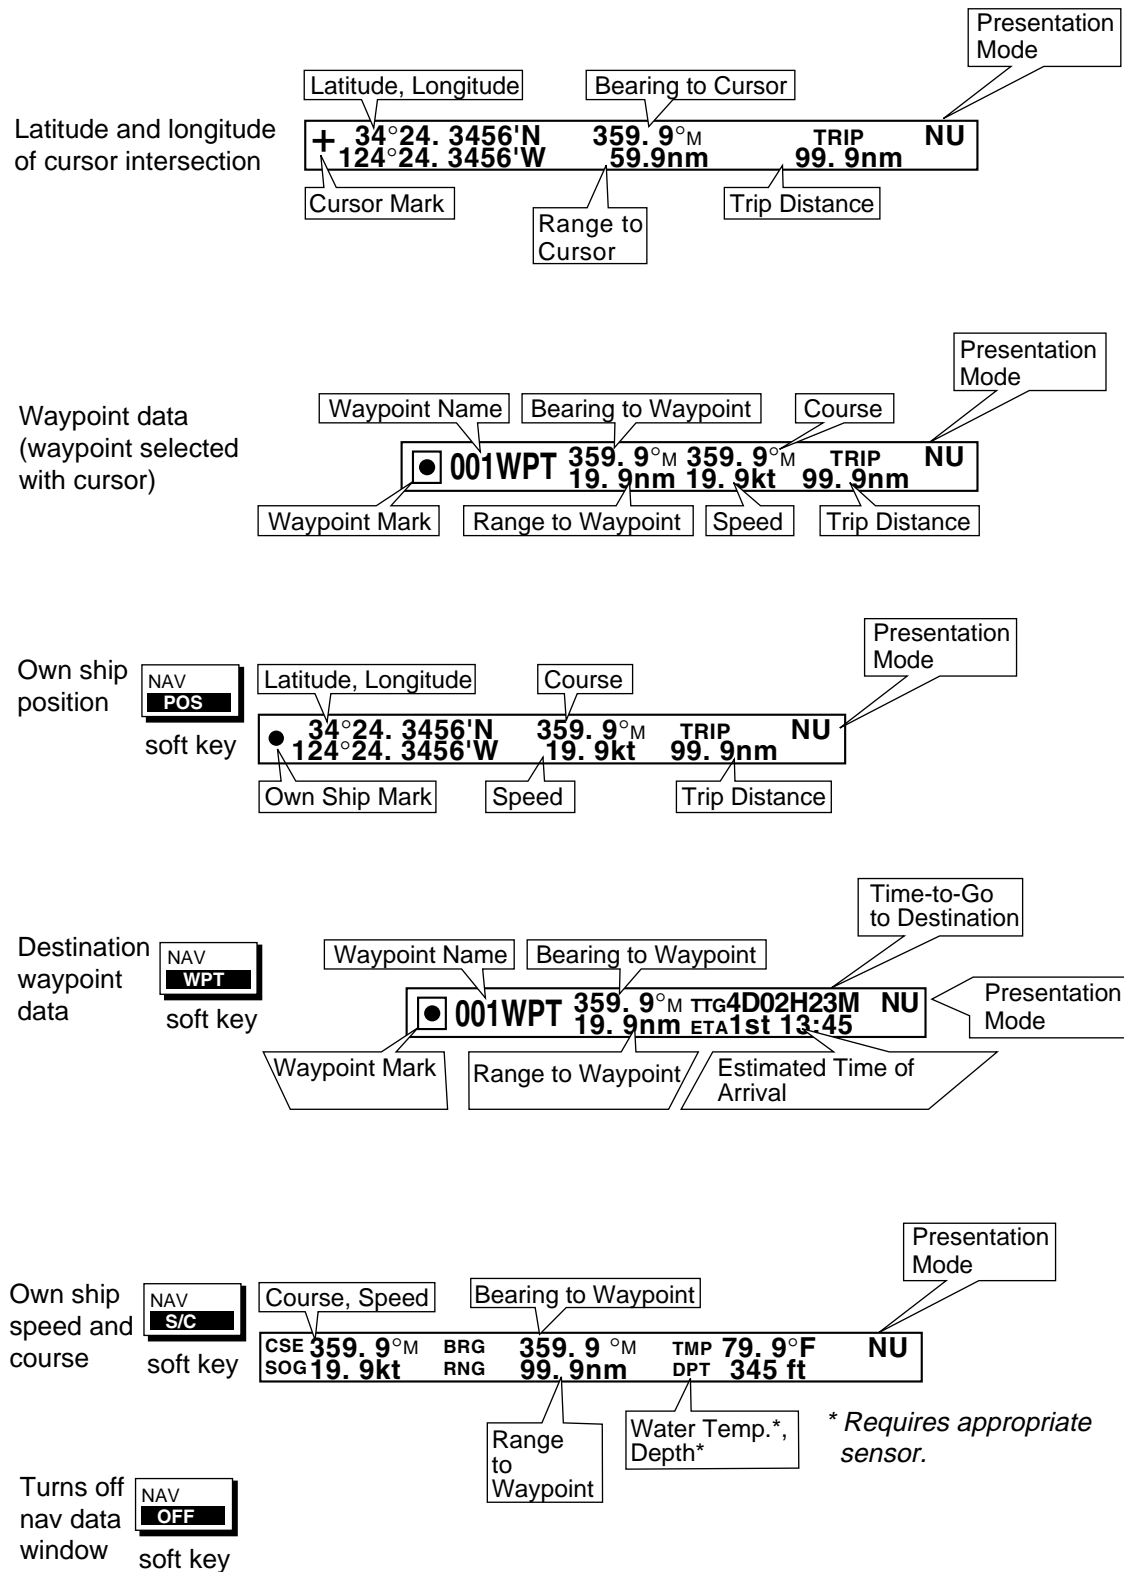 Presentation
Mode
Latitude, Longitude
Bearing to Cursor
Latitude and longitude
of cursor intersection
+ 34°24. 3456'N 359. 9°M TRIP NU
124°24. 3456'W 59.9nm 99. 9nm
Cursor Mark
Range to
Cursor
Trip Distance
Presentation
Mode
Waypoint data
(waypoint selected
with cursor)
Waypoint Name
Bearing to Waypoint
Course
001WPT 359. 9°M 359. 9°M TRIP NU
19. 9nm 19. 9kt 99. 9nm
Waypoint Mark
Range to Waypoint
Speed
Trip Distance
Presentation
Mode
Own ship
position
NAV
POS
soft key
Latitude, Longitude
Course
34°24. 3456'N 359. 9°M TRIP NU
124°24. 3456'W 19. 9kt 99. 9nm
Own Ship Mark
Speed
Trip Distance
Time-to-Go
to Destination
Destination
waypoint
data
NAV
WPT
soft key
Waypoint Name
Bearing to Waypoint
001WPT 359. 9°M TTG4D02H23M NU
19. 9nm ETA1st 13:45
Presentation
Mode
Waypoint Mark
Range to Waypoint
Estimated Time of
Arrival
Presentation
Mode
Own ship
speed and
course
NAV
S/C
soft key
Course, Speed
Bearing to Waypoint
CSE 359. 9°M BRG 359. 9 °M TMP 79. 9°F NU
SOG 19. 9kt RNG 99. 9nm DPT 345 ft
Range
to
Waypoint
Water Temp.*,
Depth*
* Requires appropriate
sensor.
Turns off
nav data
window
NAV
OFF
soft key